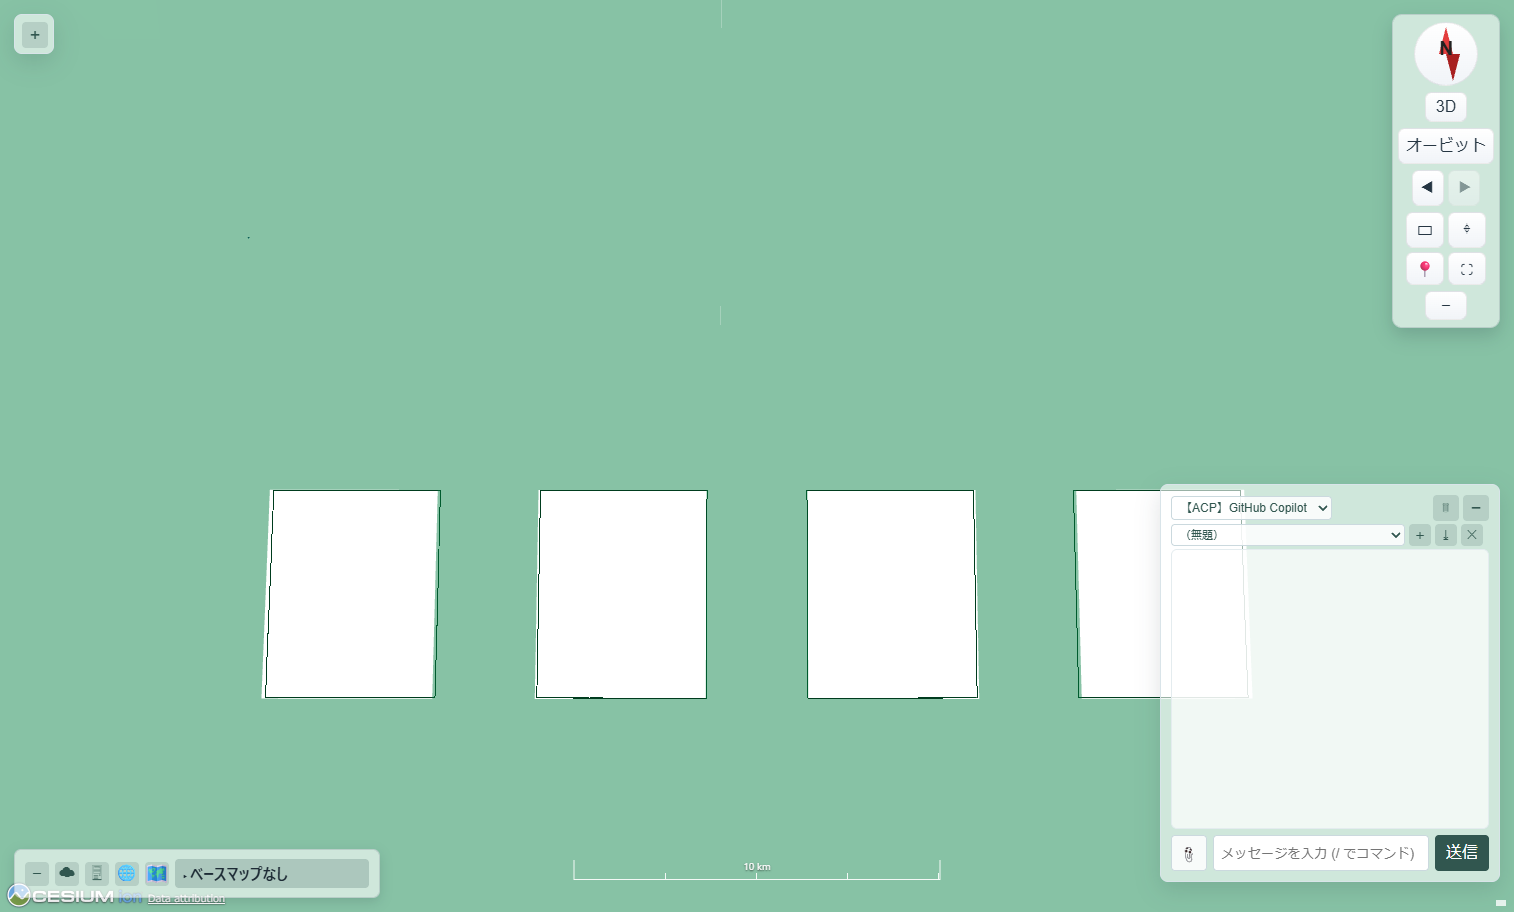 +
N
3D
オービット
【ACP】GitHub Copilot
（無題）
10 km
メッセージを入力 (/ でコマンド)
送信
ベースマップなし
CESIUM ion
Data attribution